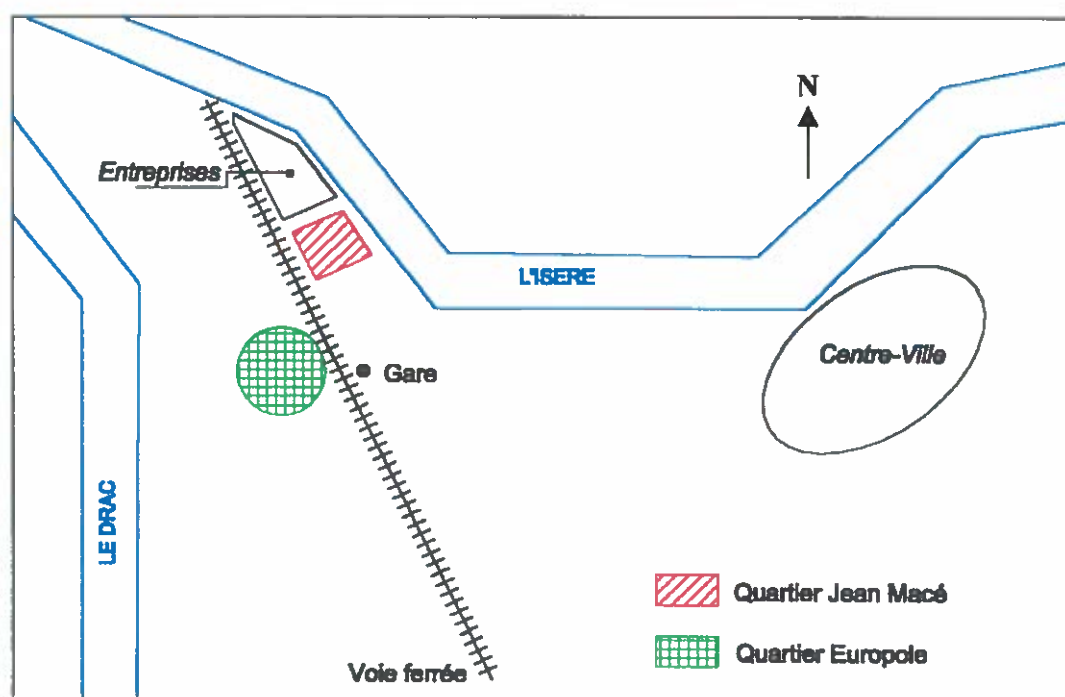 N
Entreprises
L'ISERE
Centre-Ville
Gare
LE DRAC
Quartier Jean Macé
Quartier Europole
Voie ferrée